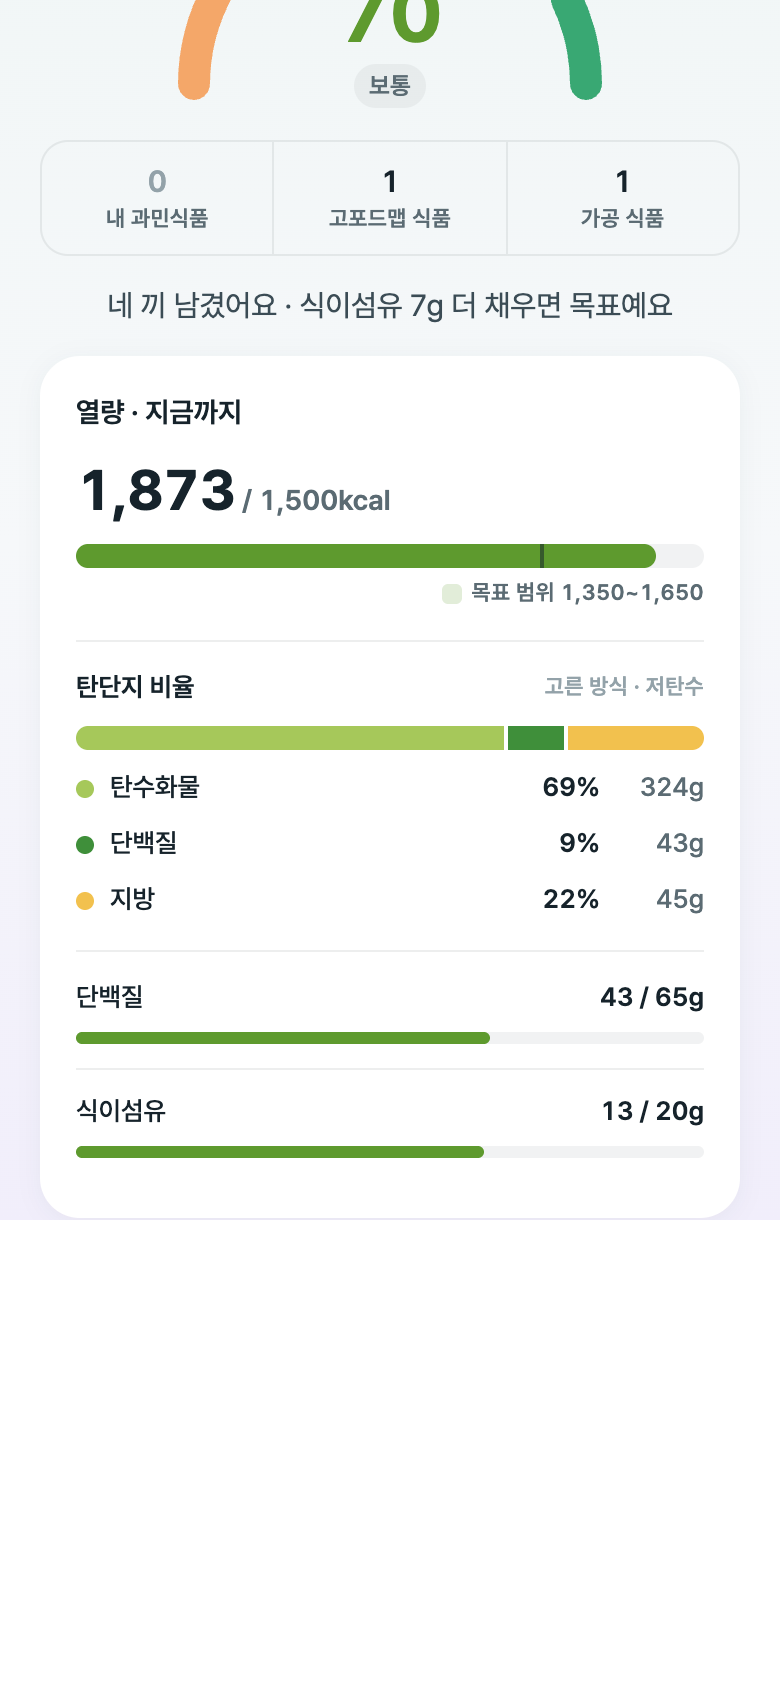 70
보통
0
내 과민식품
1
고포드맵 식품
1
가공 식품
네 끼 남겼어요 · 식이섬유 7g 더 채우면 목표예요
열량 · 지금까지
1,873 / 1,500kcal
목표 범위 1,350~1,650
탄단지 비율
고른 방식 · 저탄수
탄수화물 69% 324g
단백질 9% 43g
지방 22% 45g
단백질 43 / 65g
식이섬유 13 / 20g